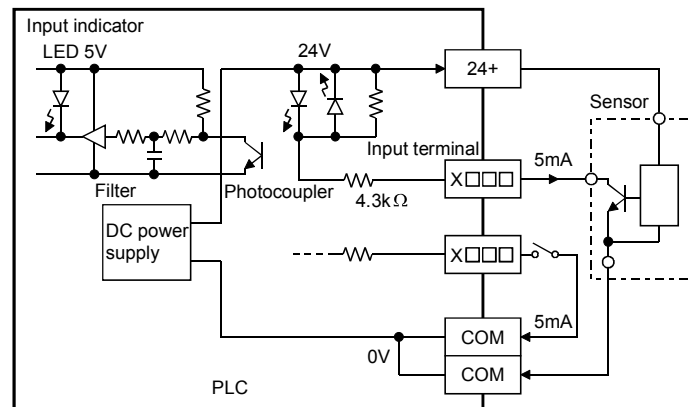 Input indicator
LED 5V
24V
24+
Sensor
Input terminal
X□□□
5mA
Filter
Photocoupler
4.3kΩ
DC power
supply
X□□□
5mA
COM
0V
COM
PLC